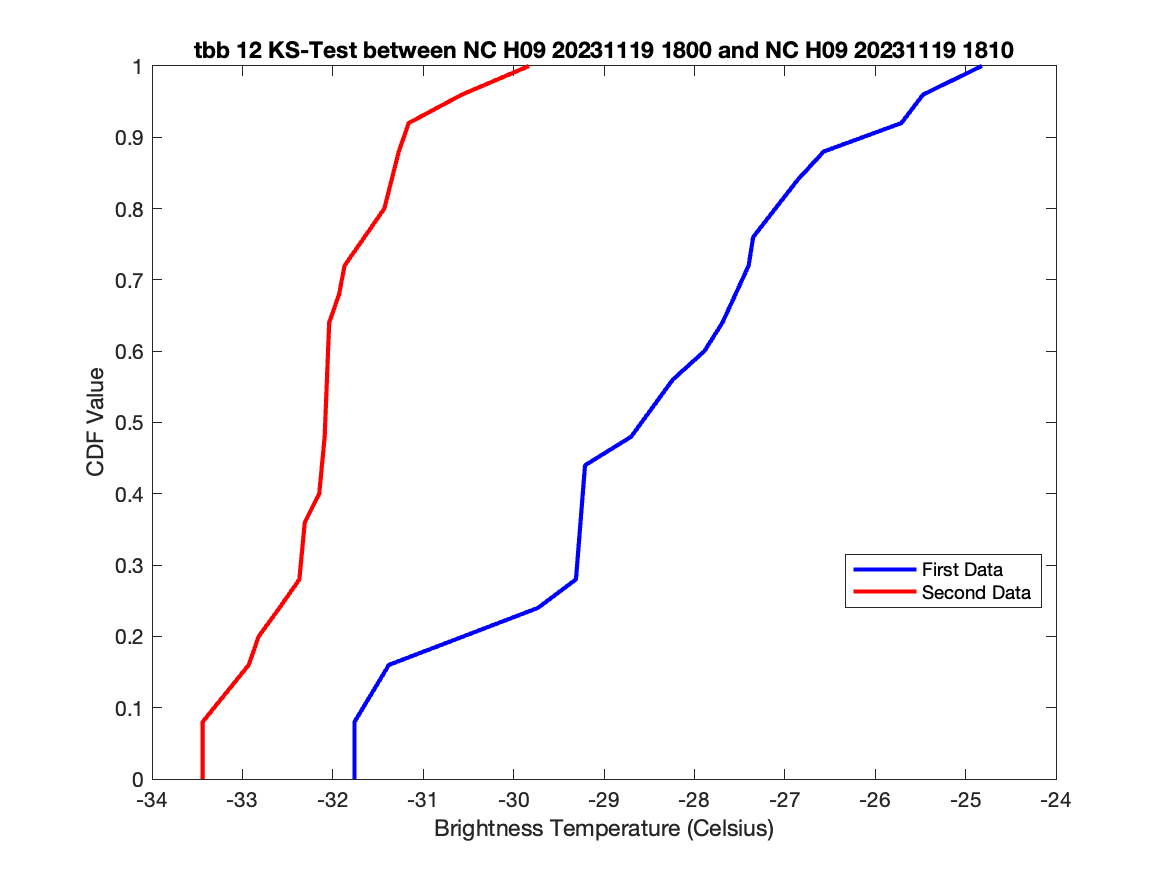 tbb 12 KS-Test between NC H09 20231119 1800 and NC H09 20231119 1810
1
0.9
0.8
0.7
0.6
0.5
0.4
0.3
0.2
0.1
0
CDF Value
First Data
Second Data
-34 -33 -32 -31 -30 -29 -28 -27 -26 -25 -24
Brightness Temperature (Celsius)